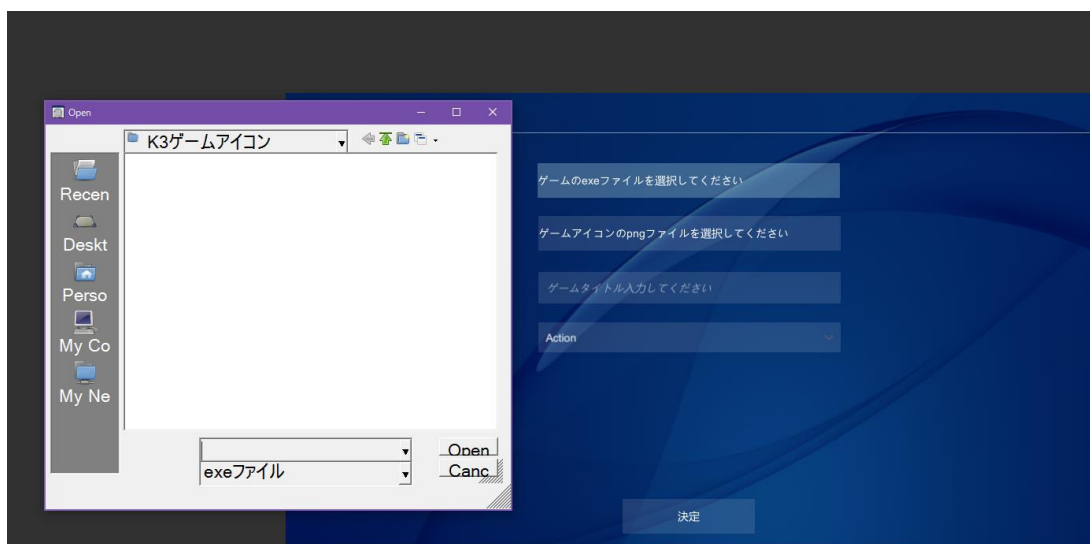 Open
K3ゲームアイコン
Recen
Deskt
Perso
My Co
My Ne
exeファイル
Open
Canc
ゲームのexeファイルを選択してください
ゲームアイコンのpngファイルを選択してください
ゲームタイトル入力してください
Action
決定